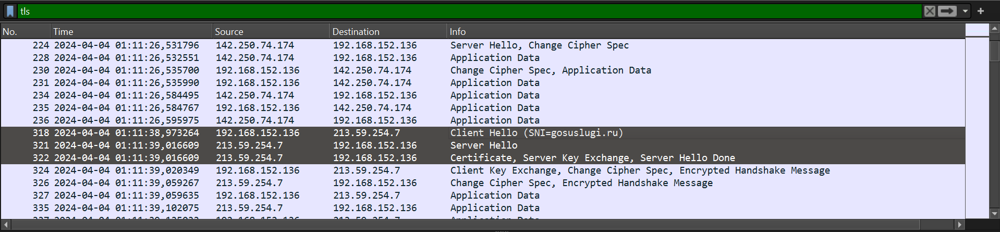 tls
No. Time Source Destination Info
224 2024-04-04 01:11:26,531796 142.250.74.174 192.168.152.136 Server Hello, Change Cipher Spec
228 2024-04-04 01:11:26,532551 142.250.74.174 192.168.152.136 Application Data
230 2024-04-04 01:11:26,535700 192.168.152.136 142.250.74.174 Change Cipher Spec, Application Data
231 2024-04-04 01:11:26,535990 192.168.152.136 142.250.74.174 Application Data
234 2024-04-04 01:11:26,584495 142.250.74.174 192.168.152.136 Application Data
235 2024-04-04 01:11:26,584767 192.168.152.136 142.250.74.174 Application Data
236 2024-04-04 01:11:26,595975 142.250.74.174 192.168.152.136 Application Data
318 2024-04-04 01:11:38,973264 192.168.152.136 213.59.254.7 Client Hello (SNI=gosuslugi.ru)
321 2024-04-04 01:11:39,016609 213.59.254.7 192.168.152.136 Server Hello
322 2024-04-04 01:11:39,016609 213.59.254.7 192.168.152.136 Certificate, Server Key Exchange, Server Hello Done
324 2024-04-04 01:11:39,020349 192.168.152.136 213.59.254.7 Client Key Exchange, Change Cipher Spec, Encrypted Handshake Message
326 2024-04-04 01:11:39,059267 213.59.254.7 192.168.152.136 Change Cipher Spec, Encrypted Handshake Message
327 2024-04-04 01:11:39,059635 192.168.152.136 213.59.254.7 Application Data
335 2024-04-04 01:11:39,102075 213.59.254.7 192.168.152.136 Application Data
2024-04-04 192.168.152.136 213.59.254.7 Application Data